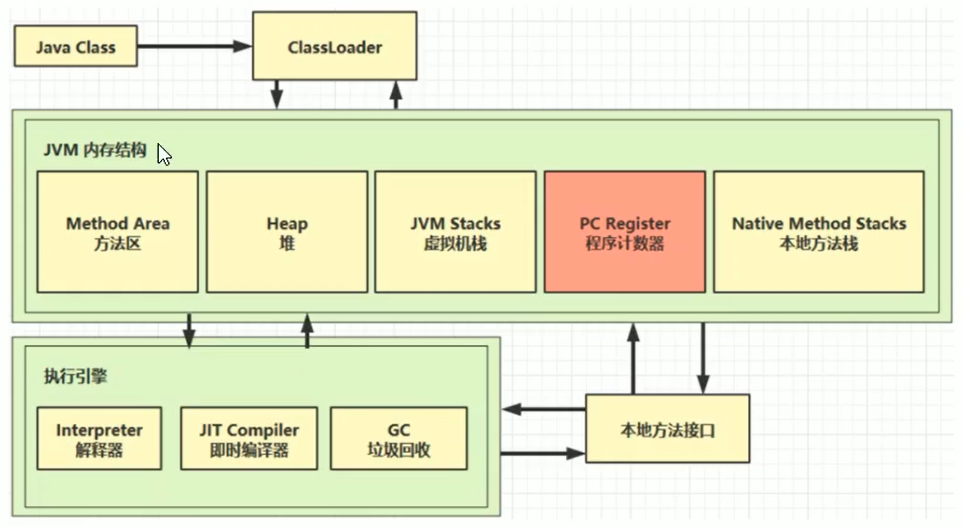 Java Class
ClassLoader
JVM 内存结构
Method Area
方法区
Heap
堆
JVM Stacks
虚拟机栈
PC Register
程序计数器
Native Method Stacks
本地方法栈
执行引擎
Interpreter
解释器
JIT Compiler
即时编译器
GC
垃圾回收
本地方法接口